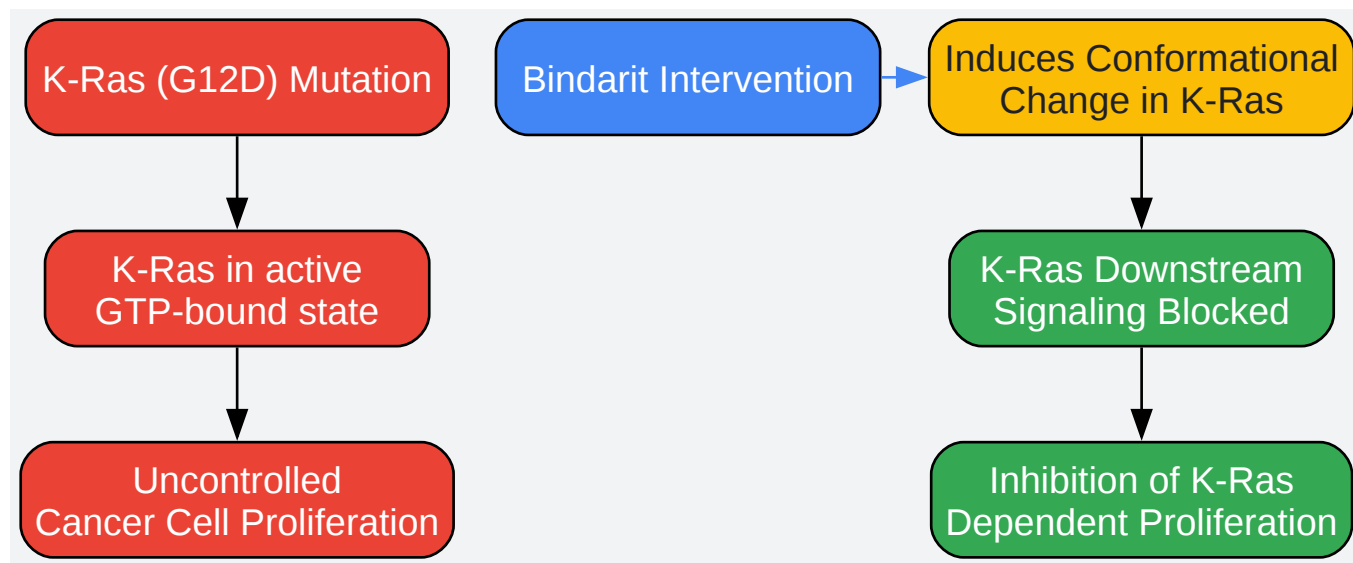 K-Ras (G12D) Mutation
Bindarit Intervention
Induces Conformational
Change in K-Ras
K-Ras in active
GTP-bound state
K-Ras Downstream
Signaling Blocked
Uncontrolled
Cancer Cell Proliferation
Inhibition of K-Ras
Dependent Proliferation